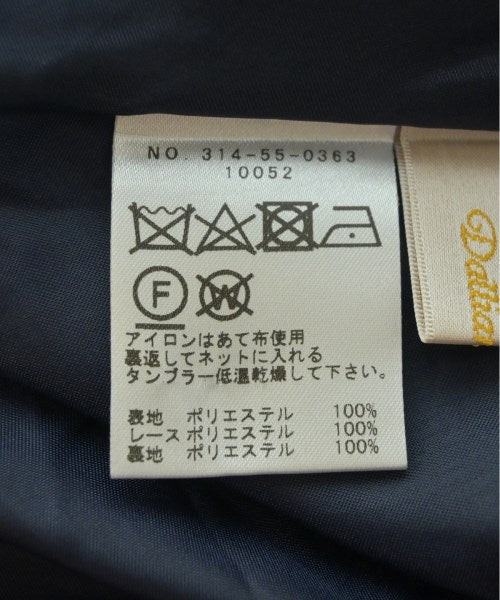 NO. 314-55-0363
10052
F
W
アイロンはあて布使用
裏返してネットに入れる
タンブラー低温乾燥して下さい。
表地 ポリエステル 100%
レース ポリエステル 100%
裏地 ポリエステル 100%